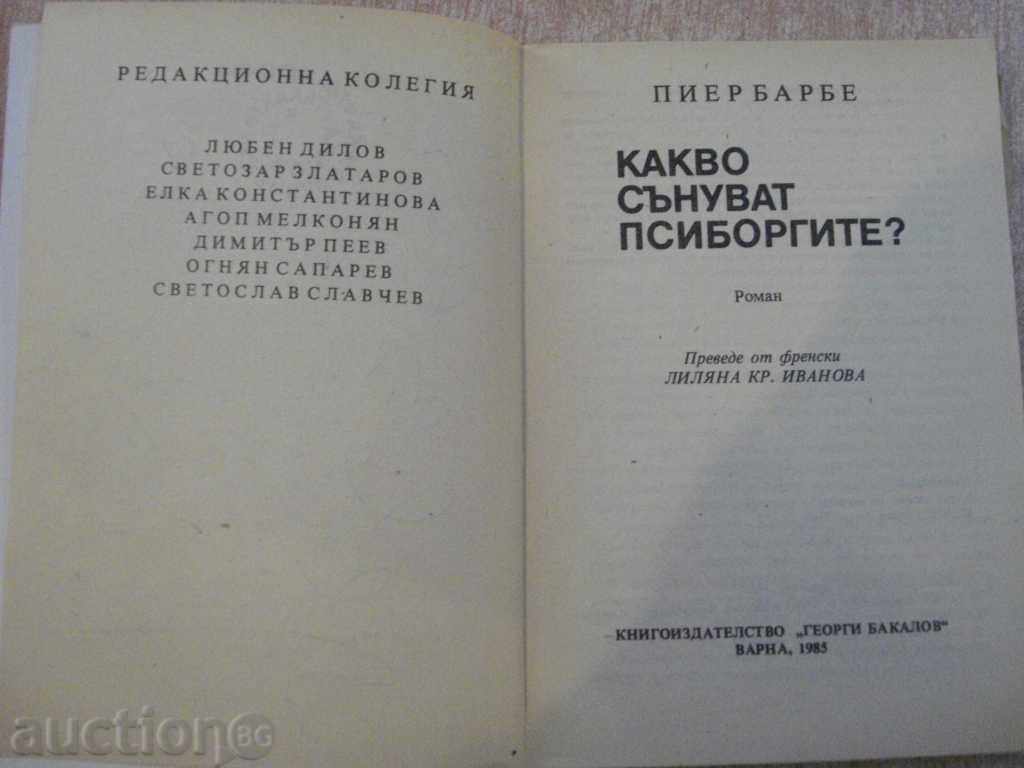 РЕДАКЦИОННА КОЛЕГИЯ
ЛЮБЕН ДИЛОВ
СВЕТОЗАР ЗЛАТАРОВ
ЕЛКА КОНСТАНТИНОВА
АГОП МЕЛКОНЯН
ДИМИТЪР ПЕЕВ
ОГНЯН САПАРЕВ
СВЕТОСЛАВ СЛАВЧЕВ
ПИЕР БАРБЕ
КАКВО
СЪНУВАТ
ПСИБОРГИТЕ?
Роман
Преведе от френски
ЛИЛЯНА КР. ИВАНОВА
КНИГОИЗДАТЕЛСТВО „ГЕОРГИ БАКАЛОВ“
ВАРНА, 1985
auction BG